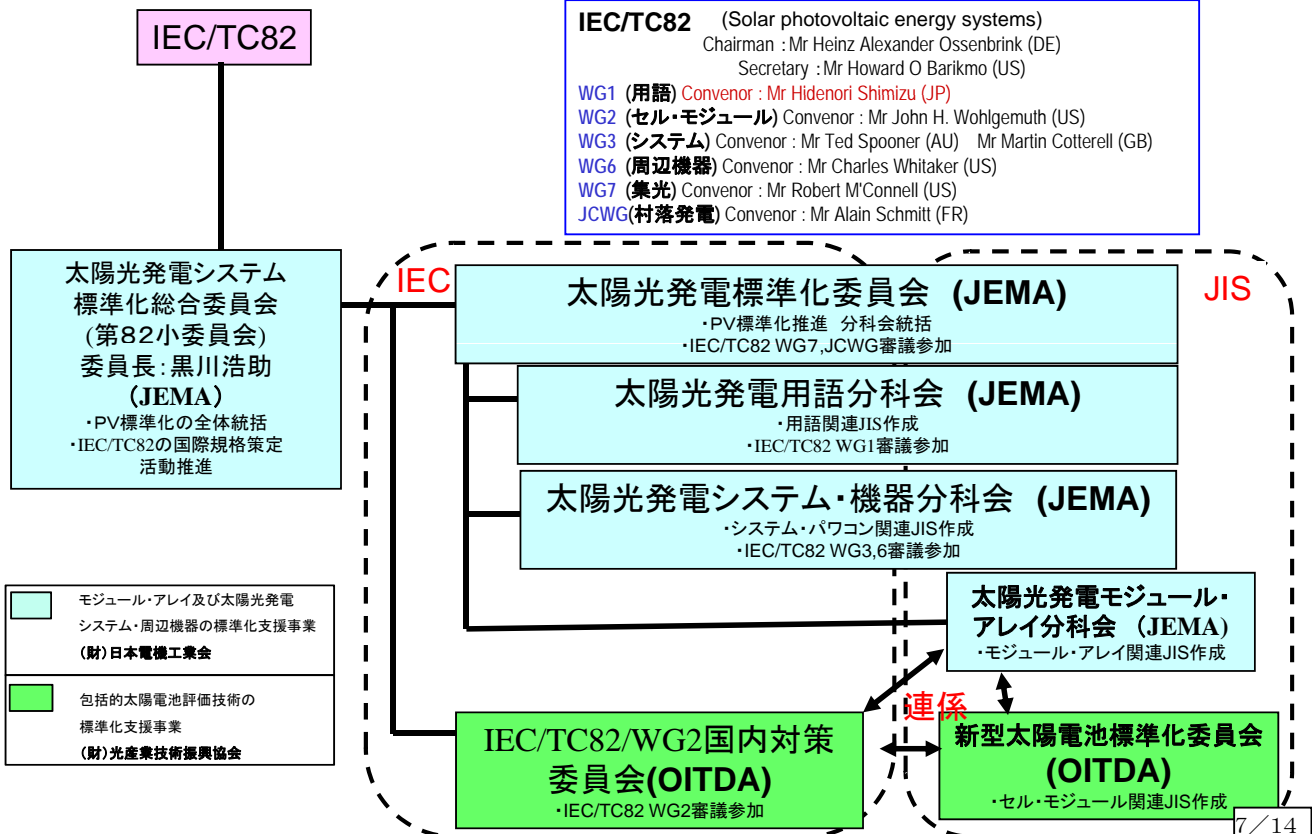 IEC/TC82
IEC/TC82 (Solar photovoltaic energy systems)
Chairman : Mr Heinz Alexander Ossenbrink (DE)
Secretary : Mr Howard O Barikmo (US)
WG1 (用語) Convenor : Mr Hidenori Shimizu (JP)
WG2 (セル・モジュール) Convenor : Mr John H. Wohlgemuth (US)
WG3 (システム) Convenor : Mr Ted Spooner (AU) Mr Martin Cotterell (GB)
WG6 (周辺機器) Convenor : Mr Charles Whitaker (US)
WG7 (集光) Convenor : Mr Robert M'Connell (US)
JCWG(村落発電) Convenor : Mr Alain Schmitt (FR)
太陽光発電システム
標準化総合委員会
(第82小委員会)
委員長:黒川浩助
(JEMA)
・PV標準化の全体統括
・IEC/TC82の国際規格策定
活動推進
IEC
JIS
太陽光発電標準化委員会 (JEMA)
・PV標準化推進 分科会統括
・IEC/TC82 WG7,JCWG審議参加
太陽光発電用語分科会 (JEMA)
・用語関連JIS作成
・IEC/TC82 WG1審議参加
太陽光発電システム・機器分科会 (JEMA)
・システム・パワコン関連JIS作成
・IEC/TC82 WG3,6審議参加
太陽光発電モジュール・
アレイ分科会 (JEMA)
・モジュール・アレイ関連JIS作成
連係
IEC/TC82/WG2国内対策
委員会(OITDA)
・IEC/TC82 WG2審議参加
新型太陽電池標準化委員会
(OITDA)
・セル・モジュール関連JIS作成
モジュール・アレイ及び太陽光発電
システム・周辺機器の標準化支援事業
(財)日本電機工業会
包括的太陽電池評価技術の
標準化支援事業
(財)光産業技術振興協会
7/14